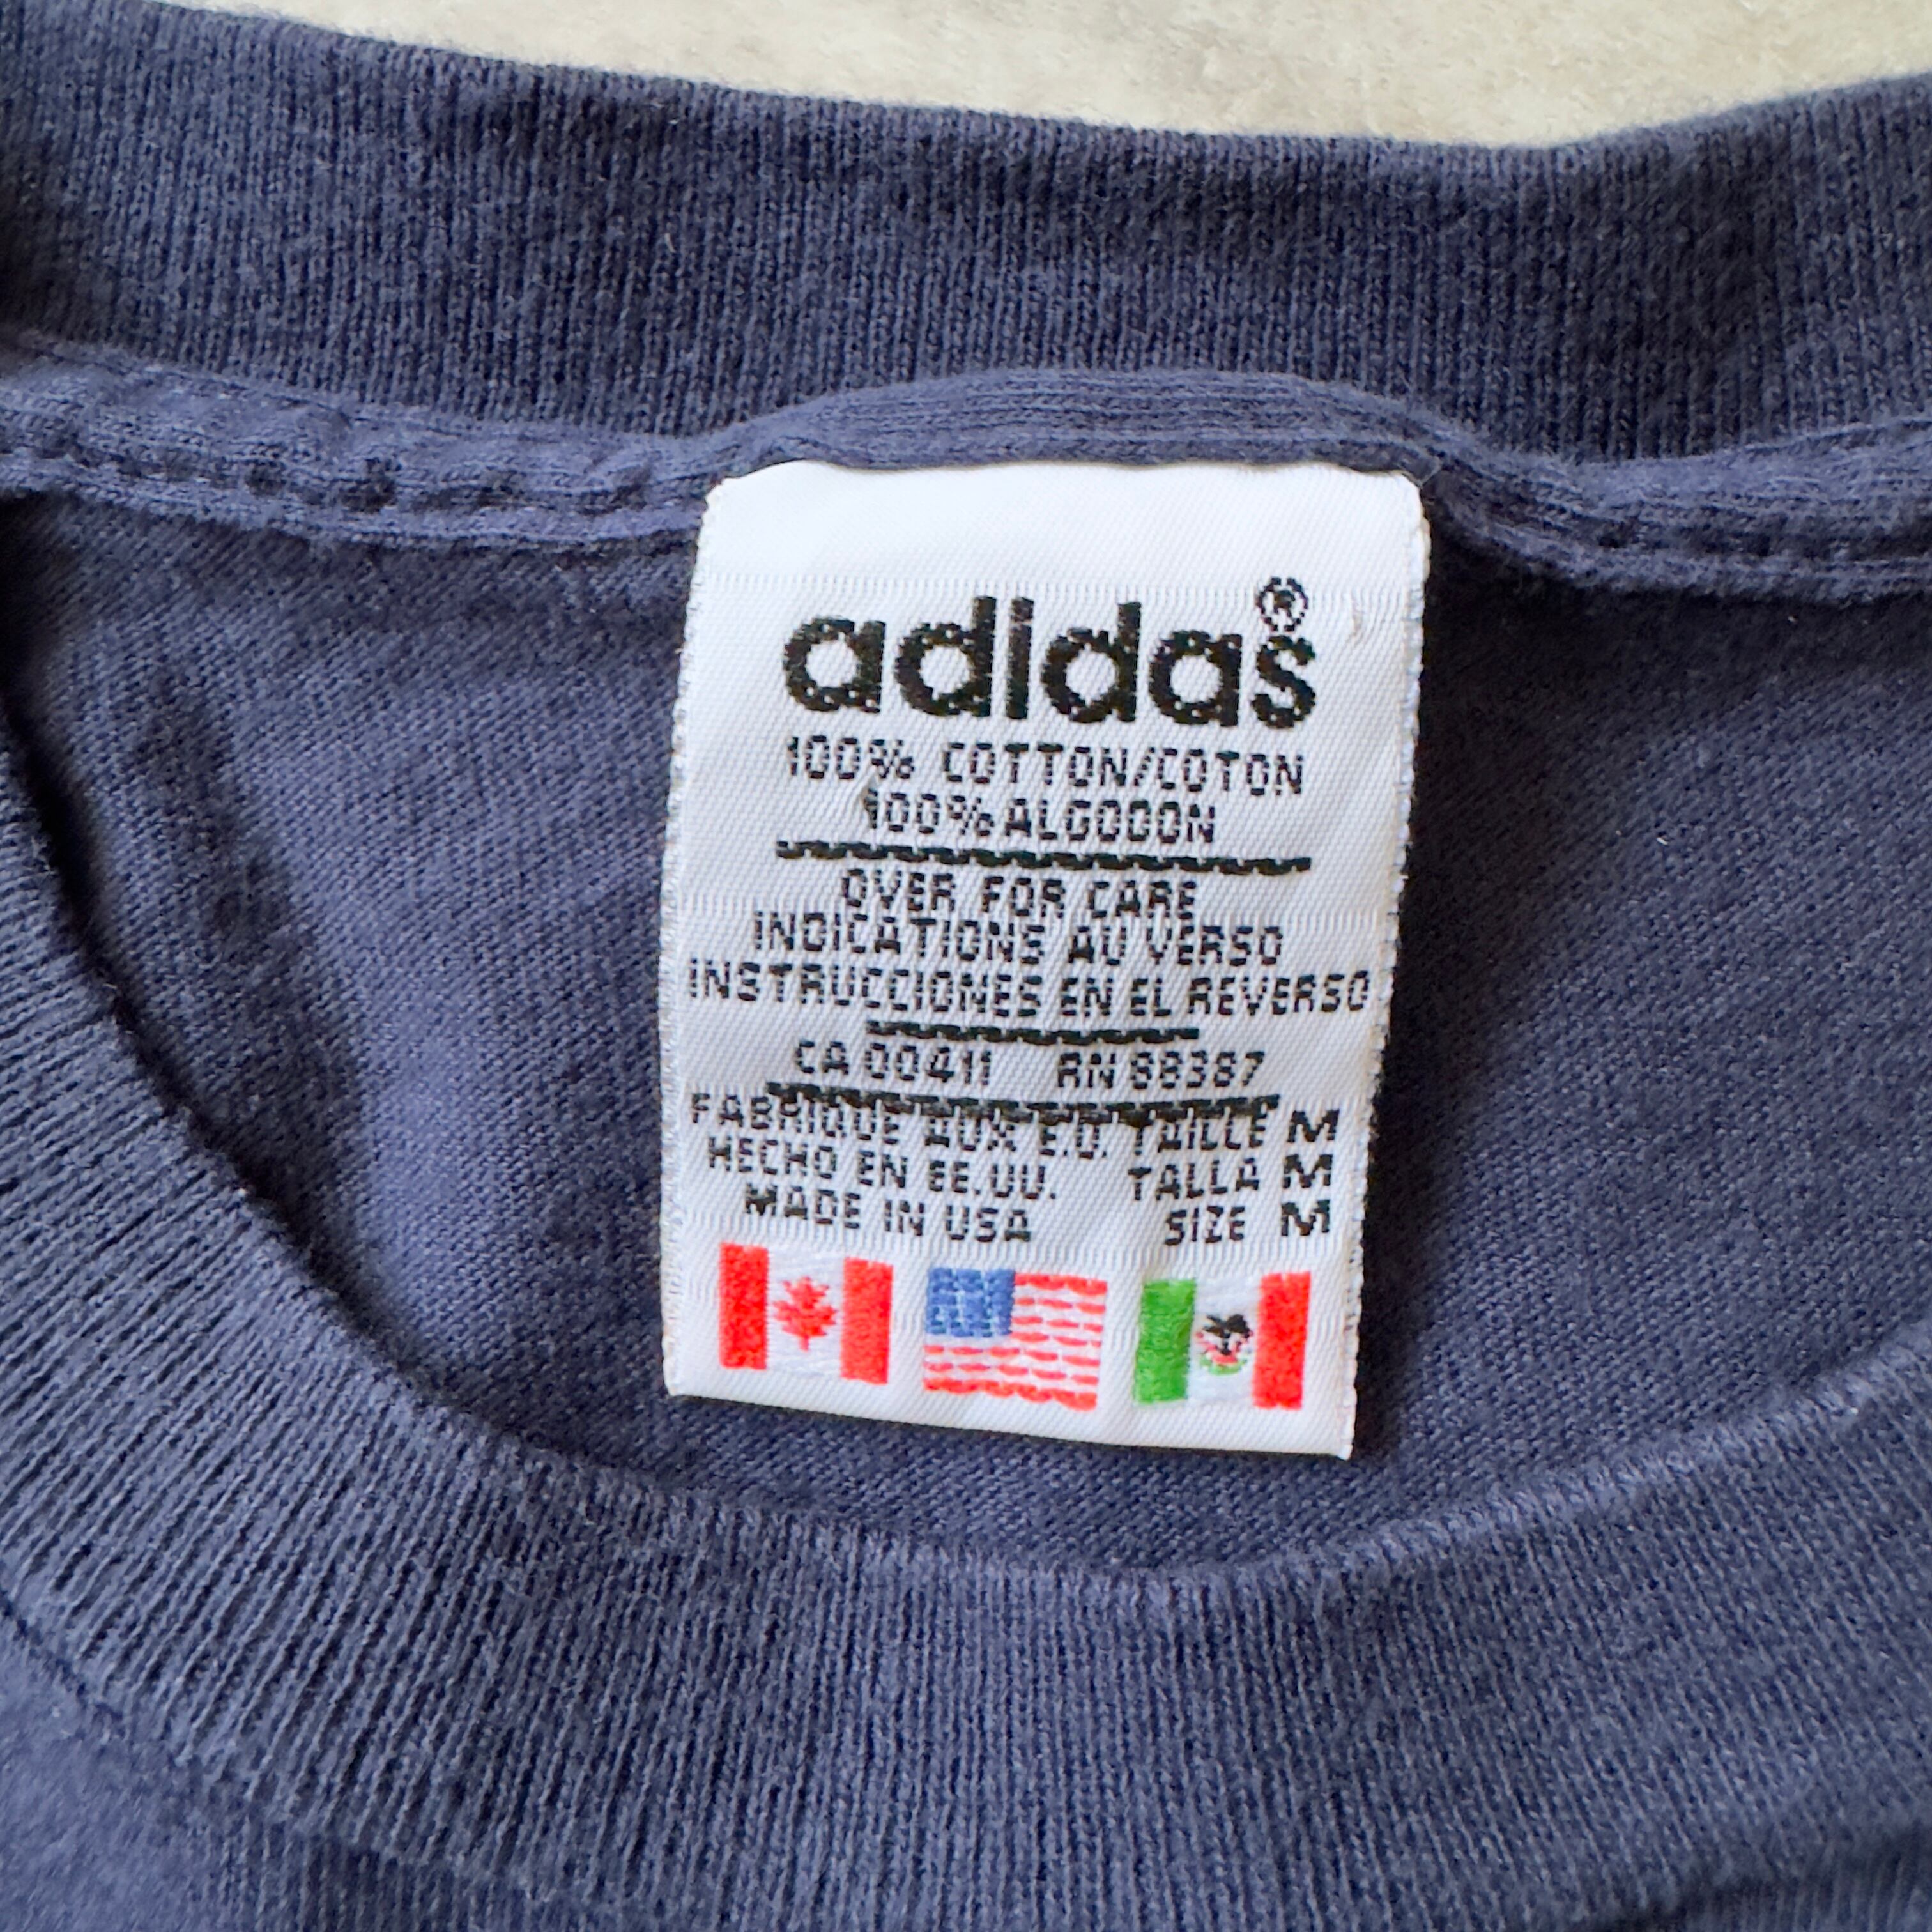 adidas®
100% COTTON/COTON
100% ALGODON
OVER FOR CARE
INDICATIONS AU VERSO
INSTRUCCIONES EN EL REVERSO
CA 00411 RN 88387
FABRIQUE AUX E.U. TAILLE M
HECHO EN EE.UU. TALLA M
MADE IN USA SIZE M